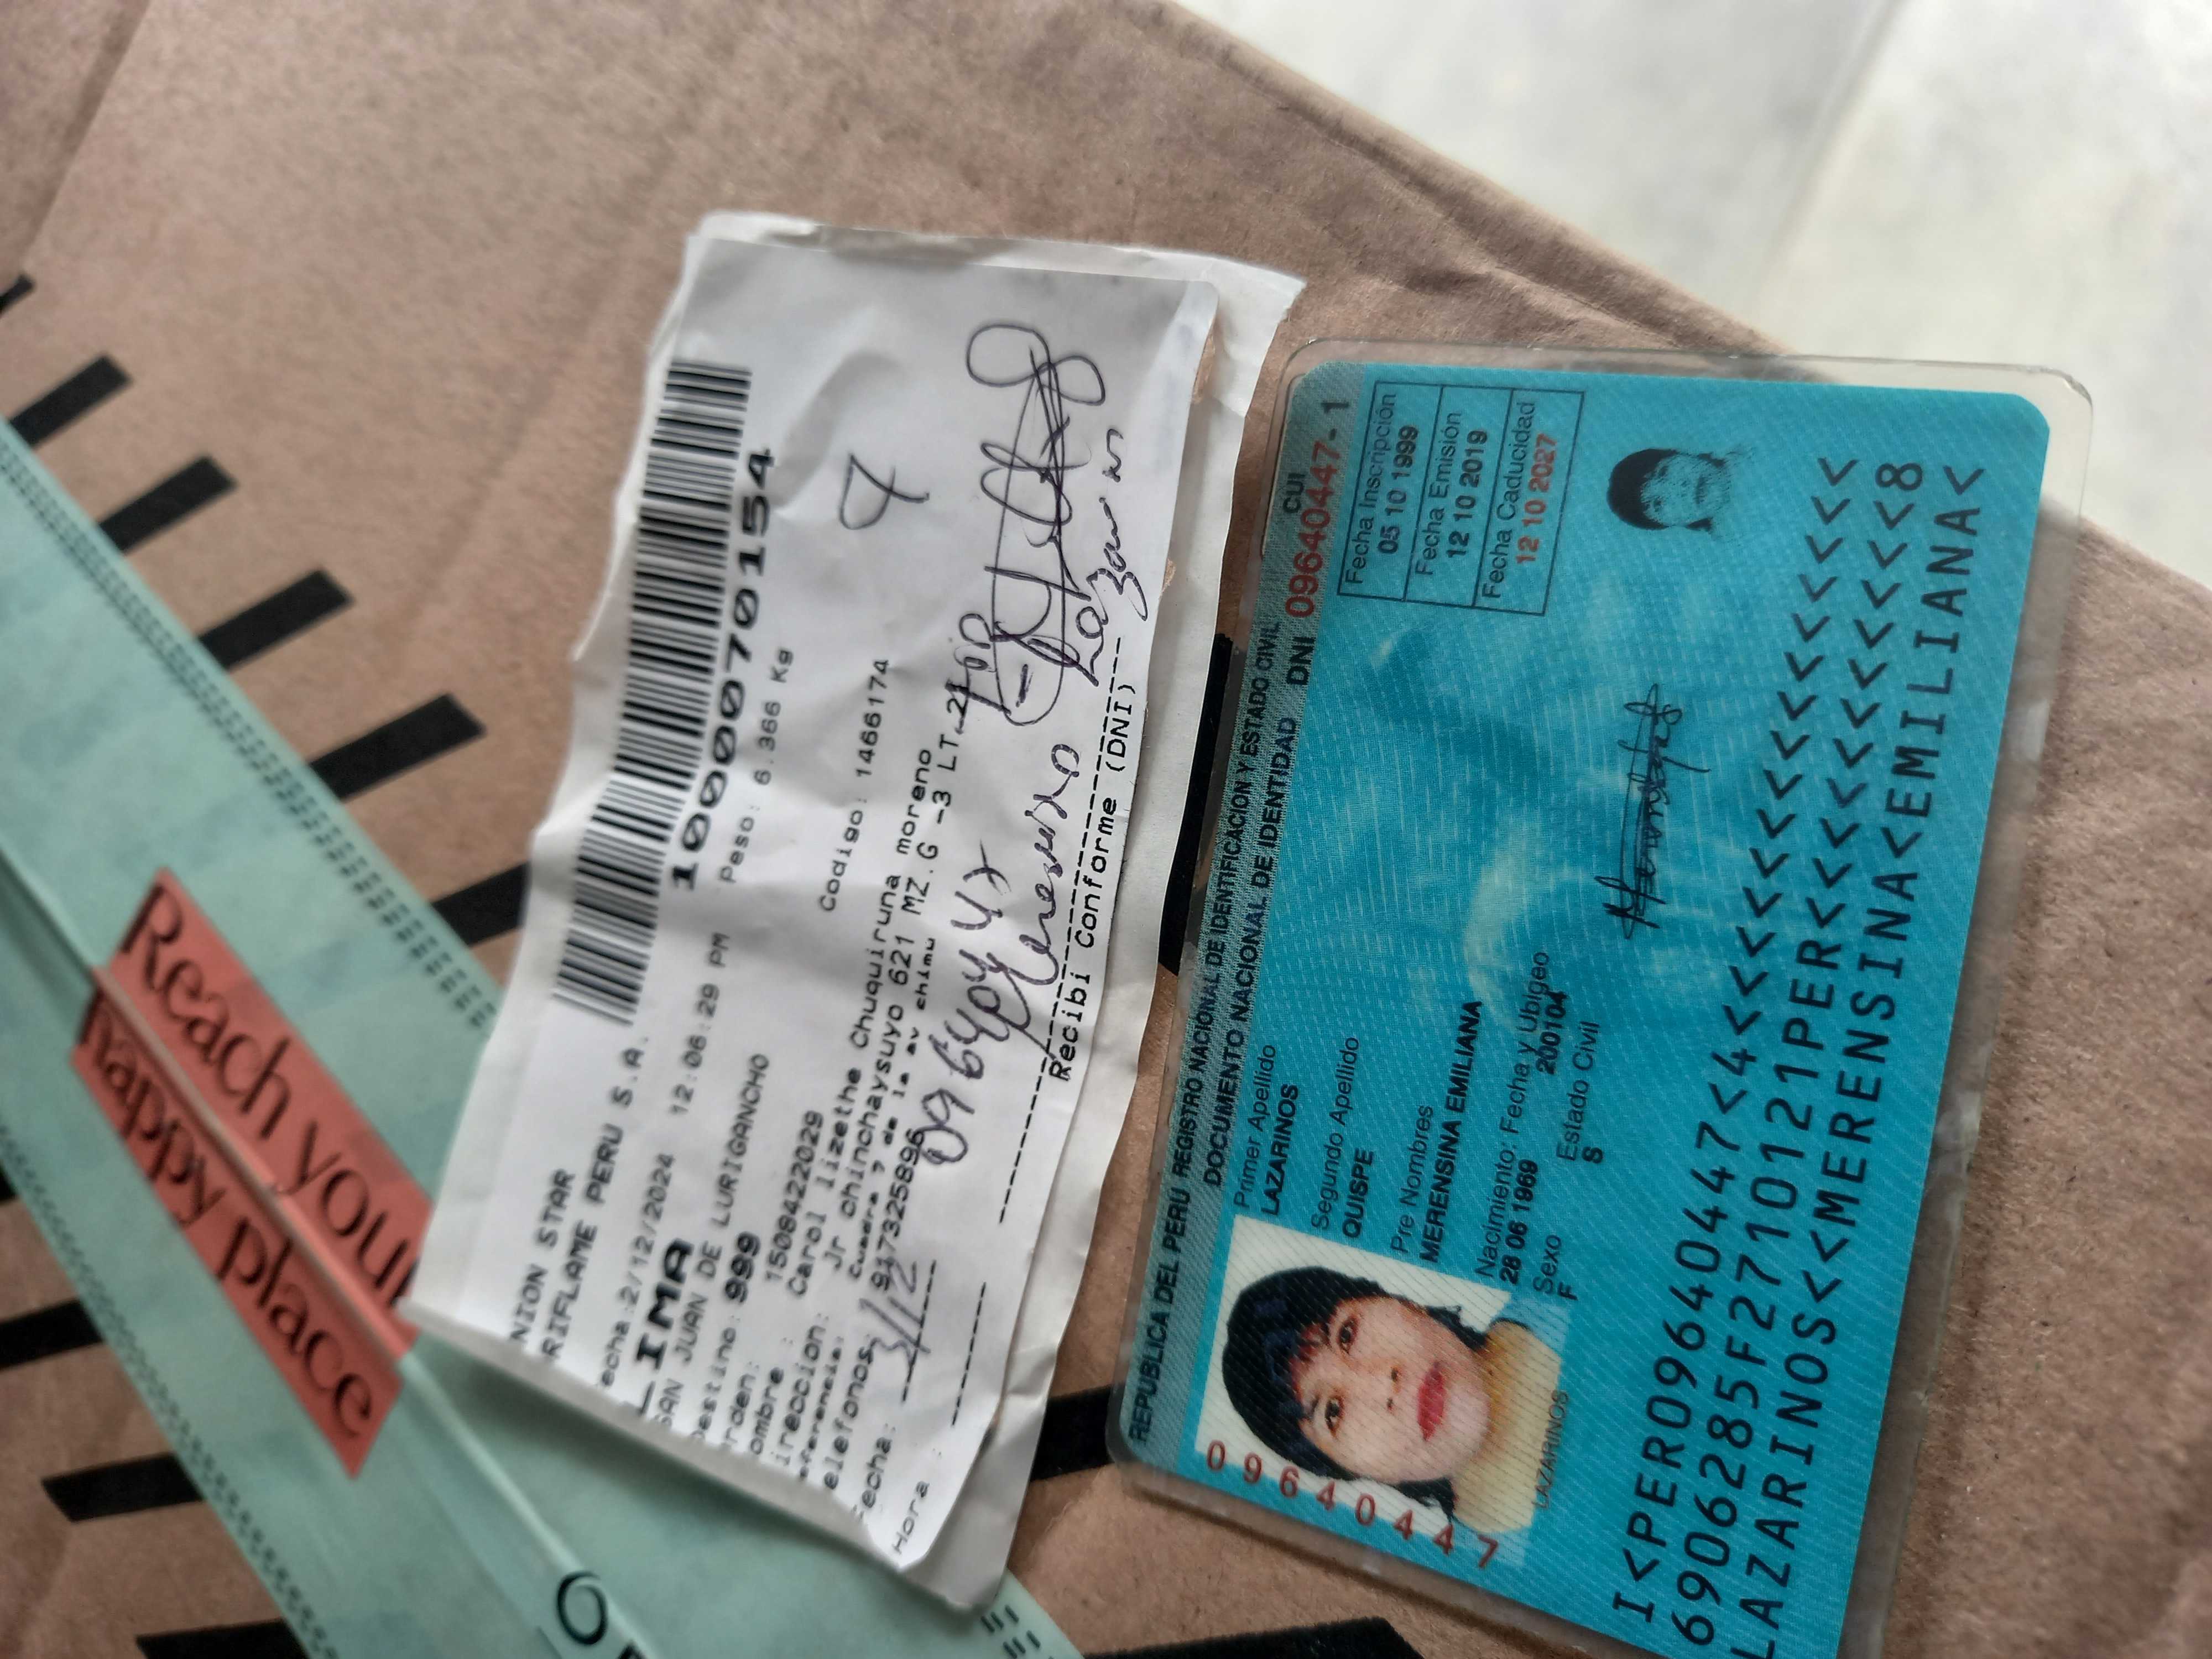 Reach your
happy place
1000070154
NION STAR
RIFLAME PERU S.A.
echa:2/12/2024 12:06:29 PM Peso: 6.366 Kg
LIMA
SAN JUAN DE LURIGANCHO
estino: 999
rden: 1508422029 Codigo: 1466174
ombre : Carol lizethe Chuquiruna moreno
ireccion: Jr chinchaysuyo 621 MZ.G -3 LT.
eferencia: Cuadra 7 de la av chimu
elefonos: 917325896
echa: 3/12
09640447
Lazarinos
Hora :
Recibi Conforme (DNI)
REPUBLICA DEL PERU REGISTRO NACIONAL DE IDENTIFICACION Y ESTADO CIVIL
DOCUMENTO NACIONAL DE IDENTIDAD DNI 09640447-1
CUI
Primer Apellido
LAZARINOS
Segundo Apellido
QUISPE
Pre Nombres
MERENSINA EMILIANA
Nacimiento: Fecha y Ubigeo
28 06 1969 200104
Sexo Estado Civil
F S
Fecha Inscripción
05 10 1999
Fecha Emisión
12 10 2019
Fecha Caducidad
12 10 2027
09640447
LAZARINOS
I<PER09640447<4<<<<<<<<<<<<<<<
6906285F2710121PER<<<<<<<<<<<8
LAZARINOS<<MERENSINA<EMILIANA<